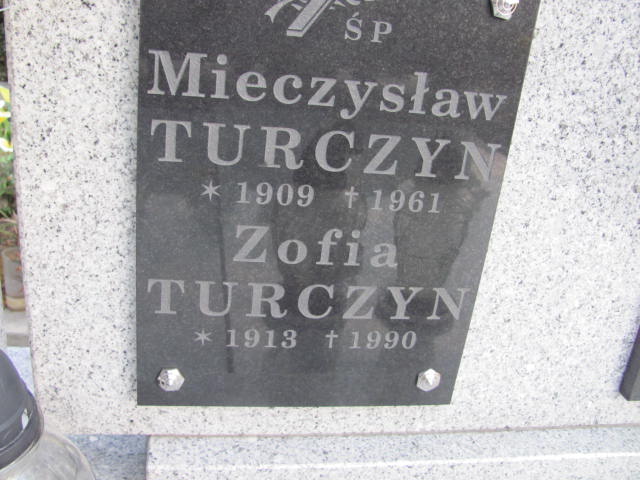 ŚP
Mieczysław
TURCZYN
* 1909 † 1961
Zofia
TURCZYN
* 1913 † 1990